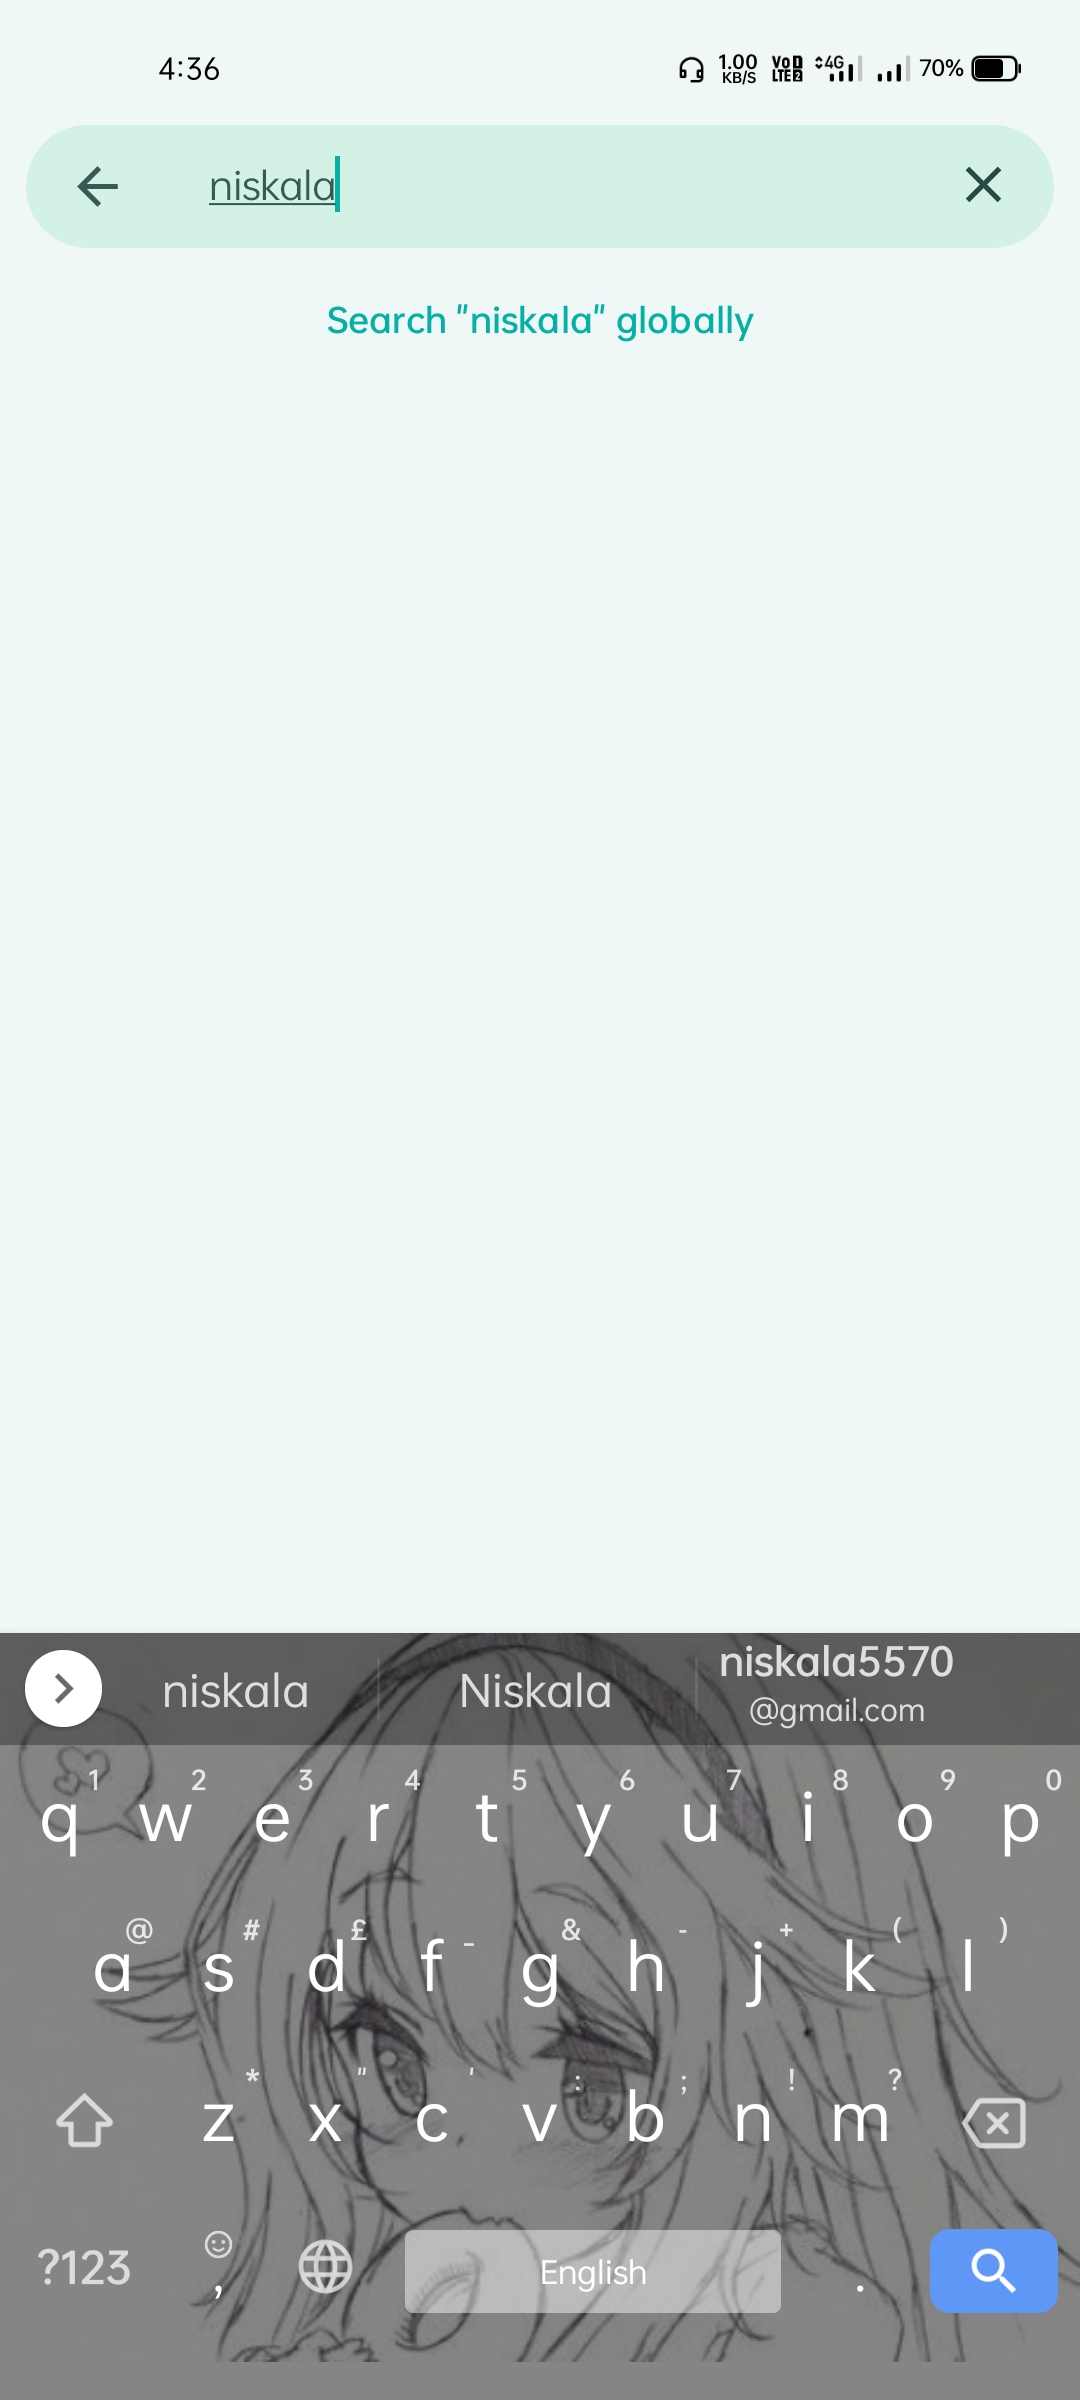 4:36 1.00 KB/S VoD LTE2 4G 70%
niskala
Search "niskala" globally
niskala Niskala niskala5570
@gmail.com
1 2 3 4 5 6 7 8 9 0
q w e r t y u i o p
@ # £ _ & - + ( )
a s d f g h j k l
* " ' : ; ! ?
z x c v b n m
?123 , English .